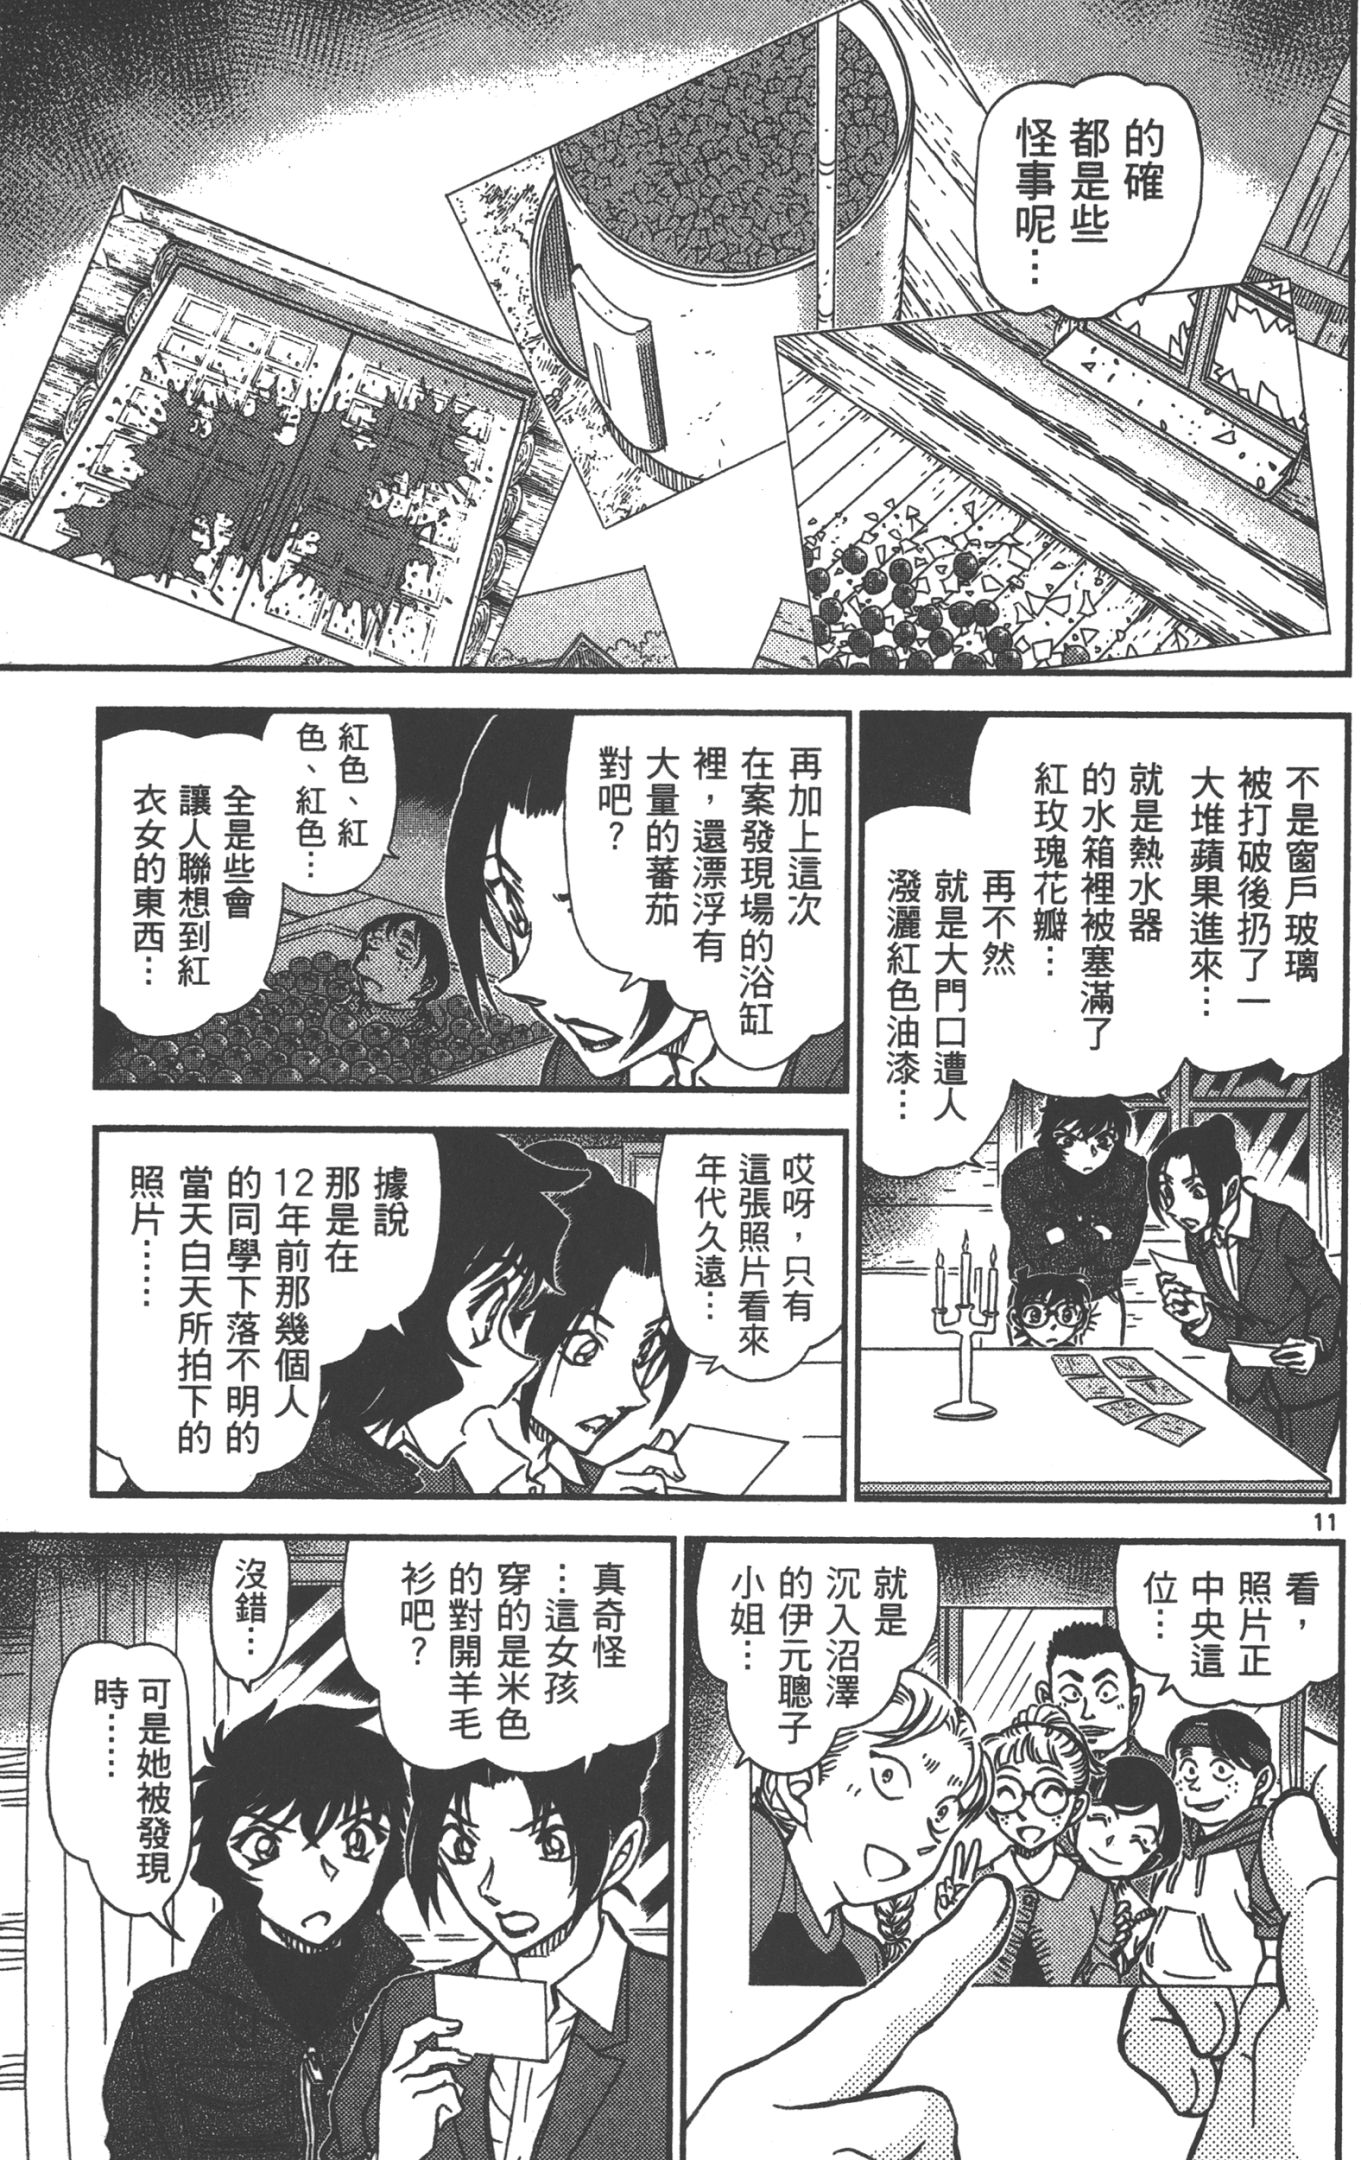 的確
都是些
怪事呢…
不是窗戶玻璃
被打破後扔了一
大堆蘋果進來…
就是熱水器
的水箱裡被塞滿了
紅玫瑰花瓣…
再不然
就是大門口遭人
潑灑紅色油漆…
再加上這次
在案發現場的浴缸
裡，還漂浮有
大量的蕃茄
對吧？
紅色、紅
色、紅色…
全是些會
讓人聯想到紅
衣女的東西…
哎呀，只有
這張照片看來
年代久遠…
據說
那是在
12年前那幾個人
的同學下落不明的
當天白天所拍下的
照片……
11
看，
照片正
中央這
位…
就是
沉入沼澤
的伊元聰子
小姐…
真奇怪
…這女孩
穿的是米色
的對開羊毛
衫吧？
沒錯…
可是她被發現
時……